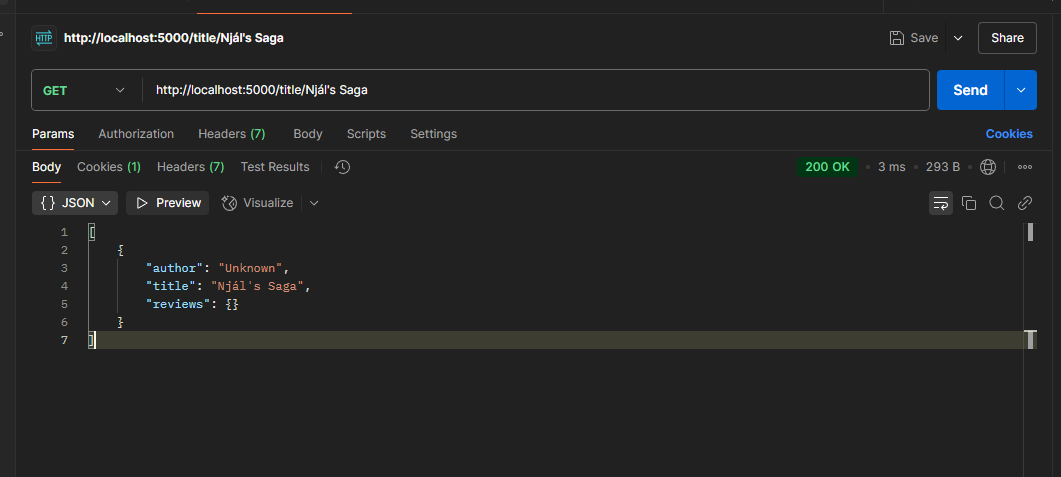 HTTP http://localhost:5000/title/Njál's Saga Save Share
GET http://localhost:5000/title/Njál's Saga Send
Params Authorization Headers (7) Body Scripts Settings Cookies
Body Cookies (1) Headers (7) Test Results 200 OK • 3 ms • 293 B
{} JSON Preview Visualize
1 [
2 {
3 "author": "Unknown",
4 "title": "Njál's Saga",
5 "reviews": {}
6 }
7 ]